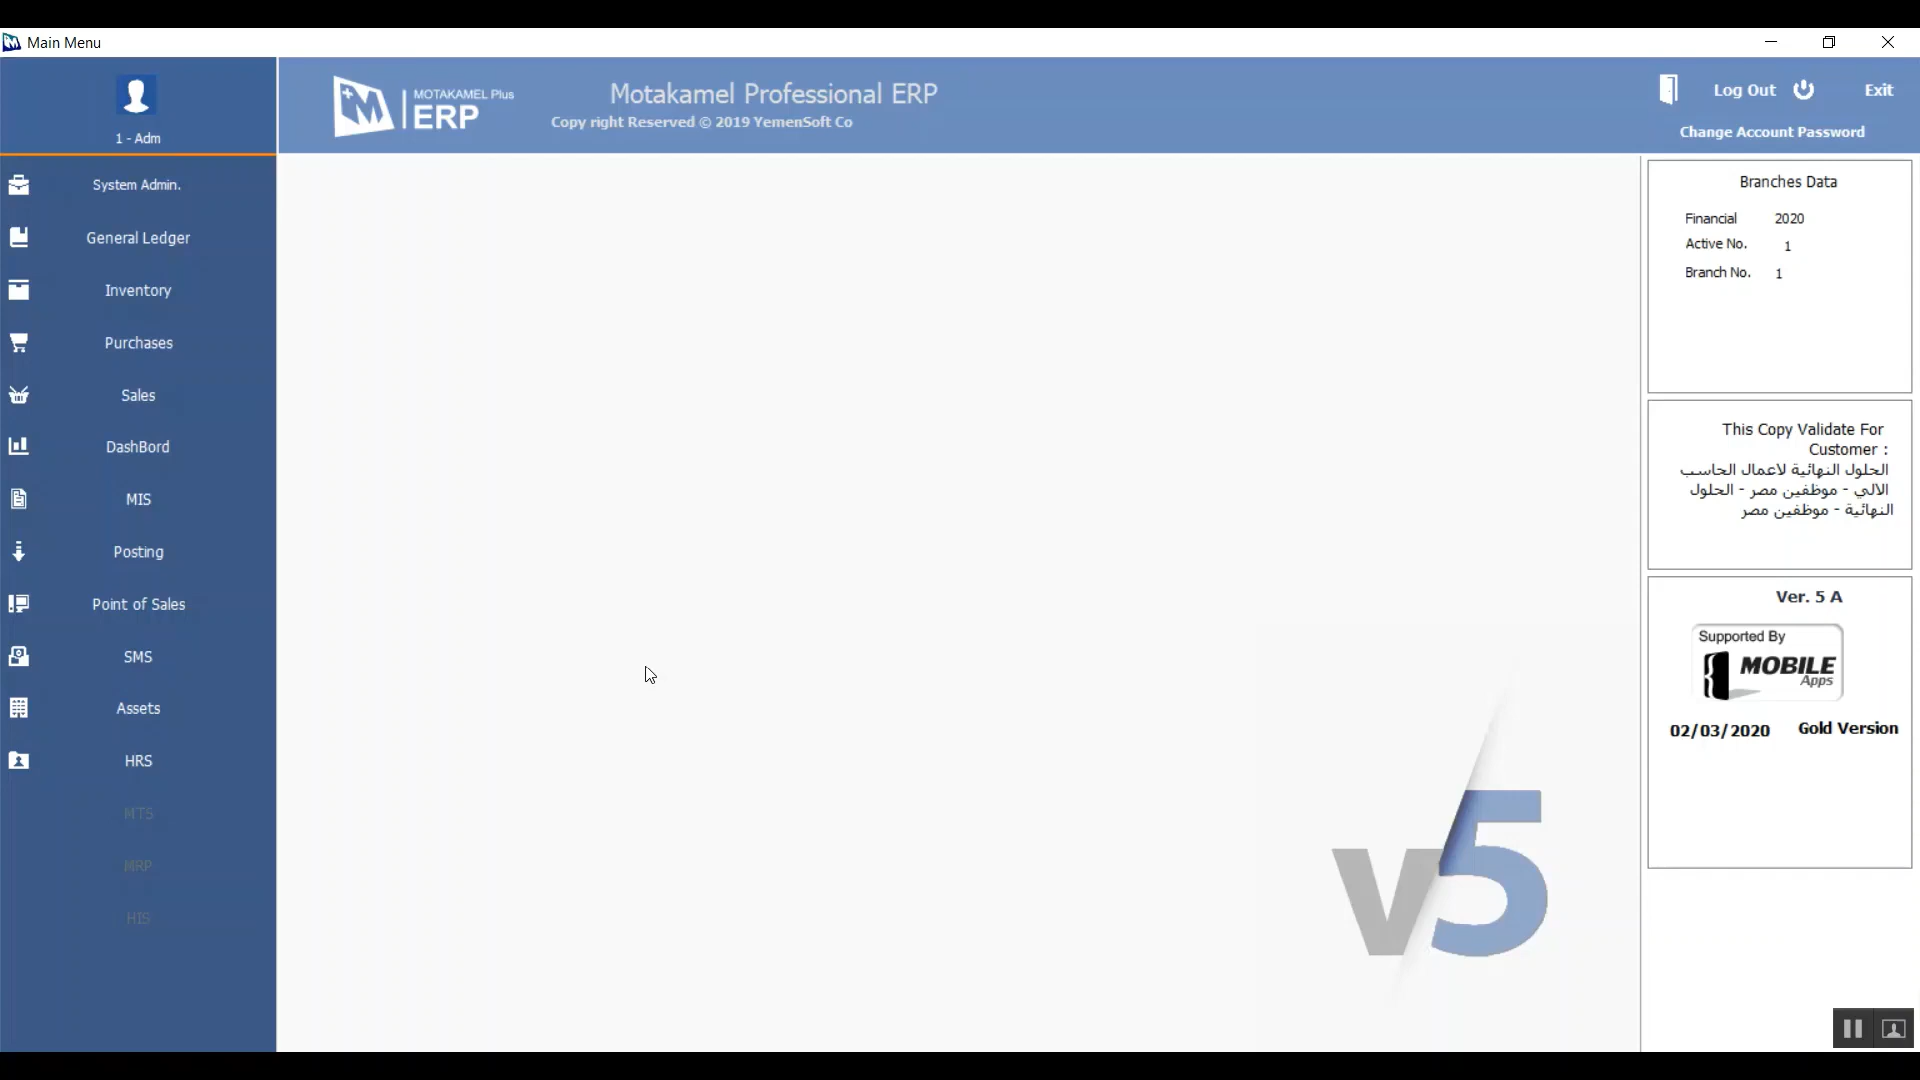 Main Menu
1 - Adm
MOTAKAMEL Plus
ERP
Motakamel Professional ERP
Copy right Reserved © 2019 YemenSoft Co
Log Out
Exit
Change Account Password
System Admin.
General Ledger
Inventory
Purchases
Sales
DashBord
MIS
Posting
Point of Sales
SMS
Assets
HRS
MTS
MRP
HIS
v5
Branches Data
Financial 2020
Active No. 1
Branch No. 1
This Copy Validate For
Customer :
الحلول النهائية لاعمال الحاسب
الالي - موظفين مصر - الحلول
النهائية - موظفين مصر
Ver. 5 A
Supported By
MOBILE
Apps
02/03/2020 Gold Version